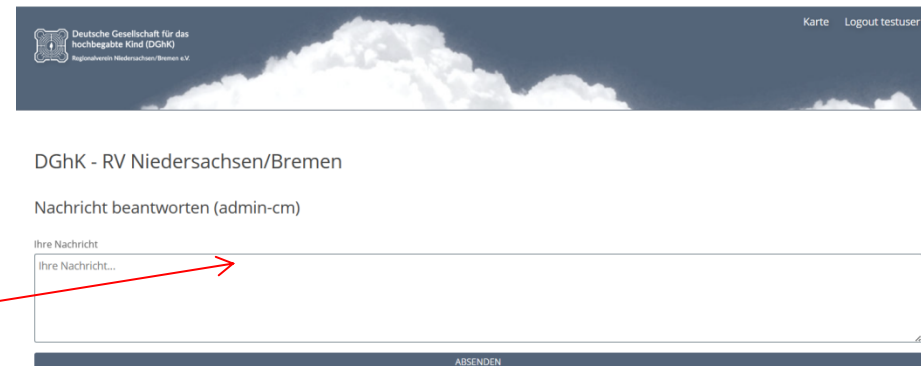 Karte Logout testuser
Deutsche Gesellschaft für das
hochbegabte Kind (DGhK)
Regionalverein Niedersachsen/Bremen e.V.
DGhK - RV Niedersachsen/Bremen
Nachricht beantworten (admin-cm)
Ihre Nachricht
Ihre Nachricht...
ABSENDEN